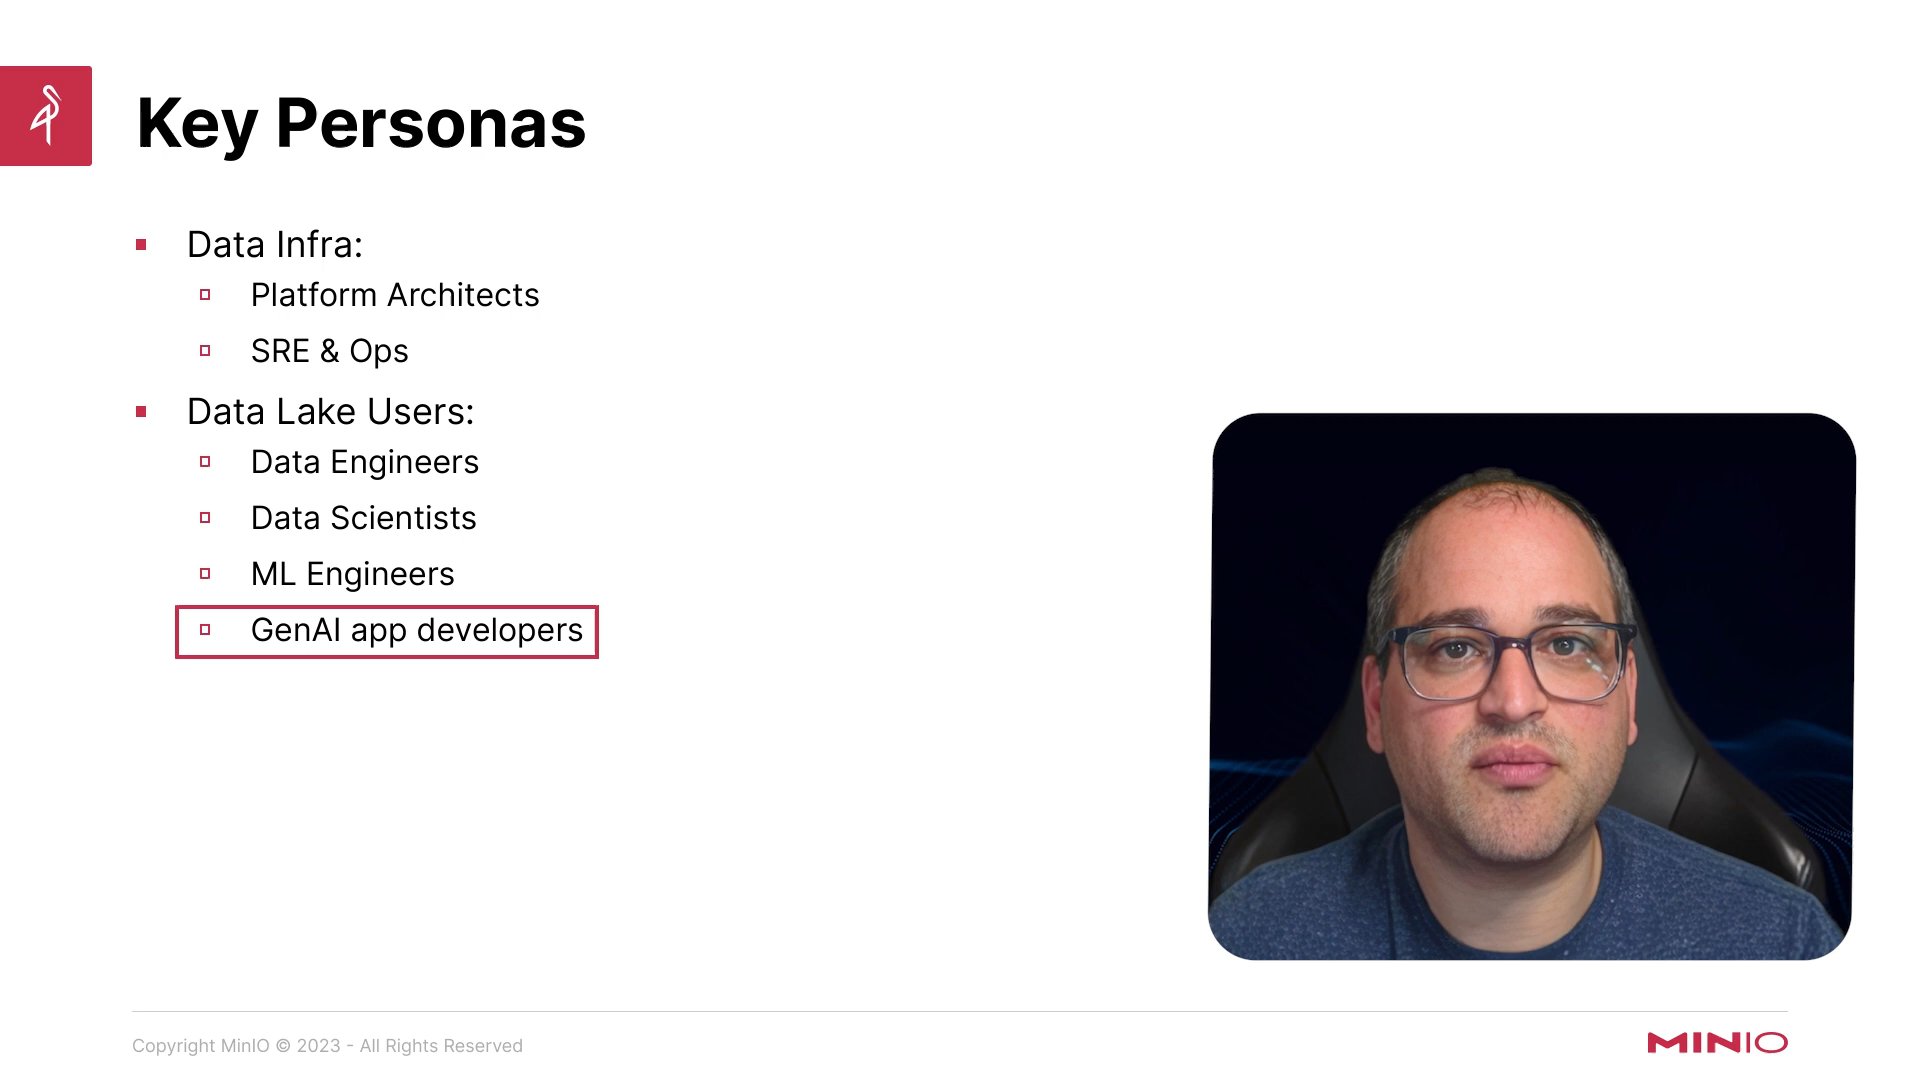 Key Personas
Data Infra:
Platform Architects
SRE & Ops
Data Lake Users:
Data Engineers
Data Scientists
ML Engineers
GenAI app developers
Copyright MinIO © 2023 - All Rights Reserved
MINIO